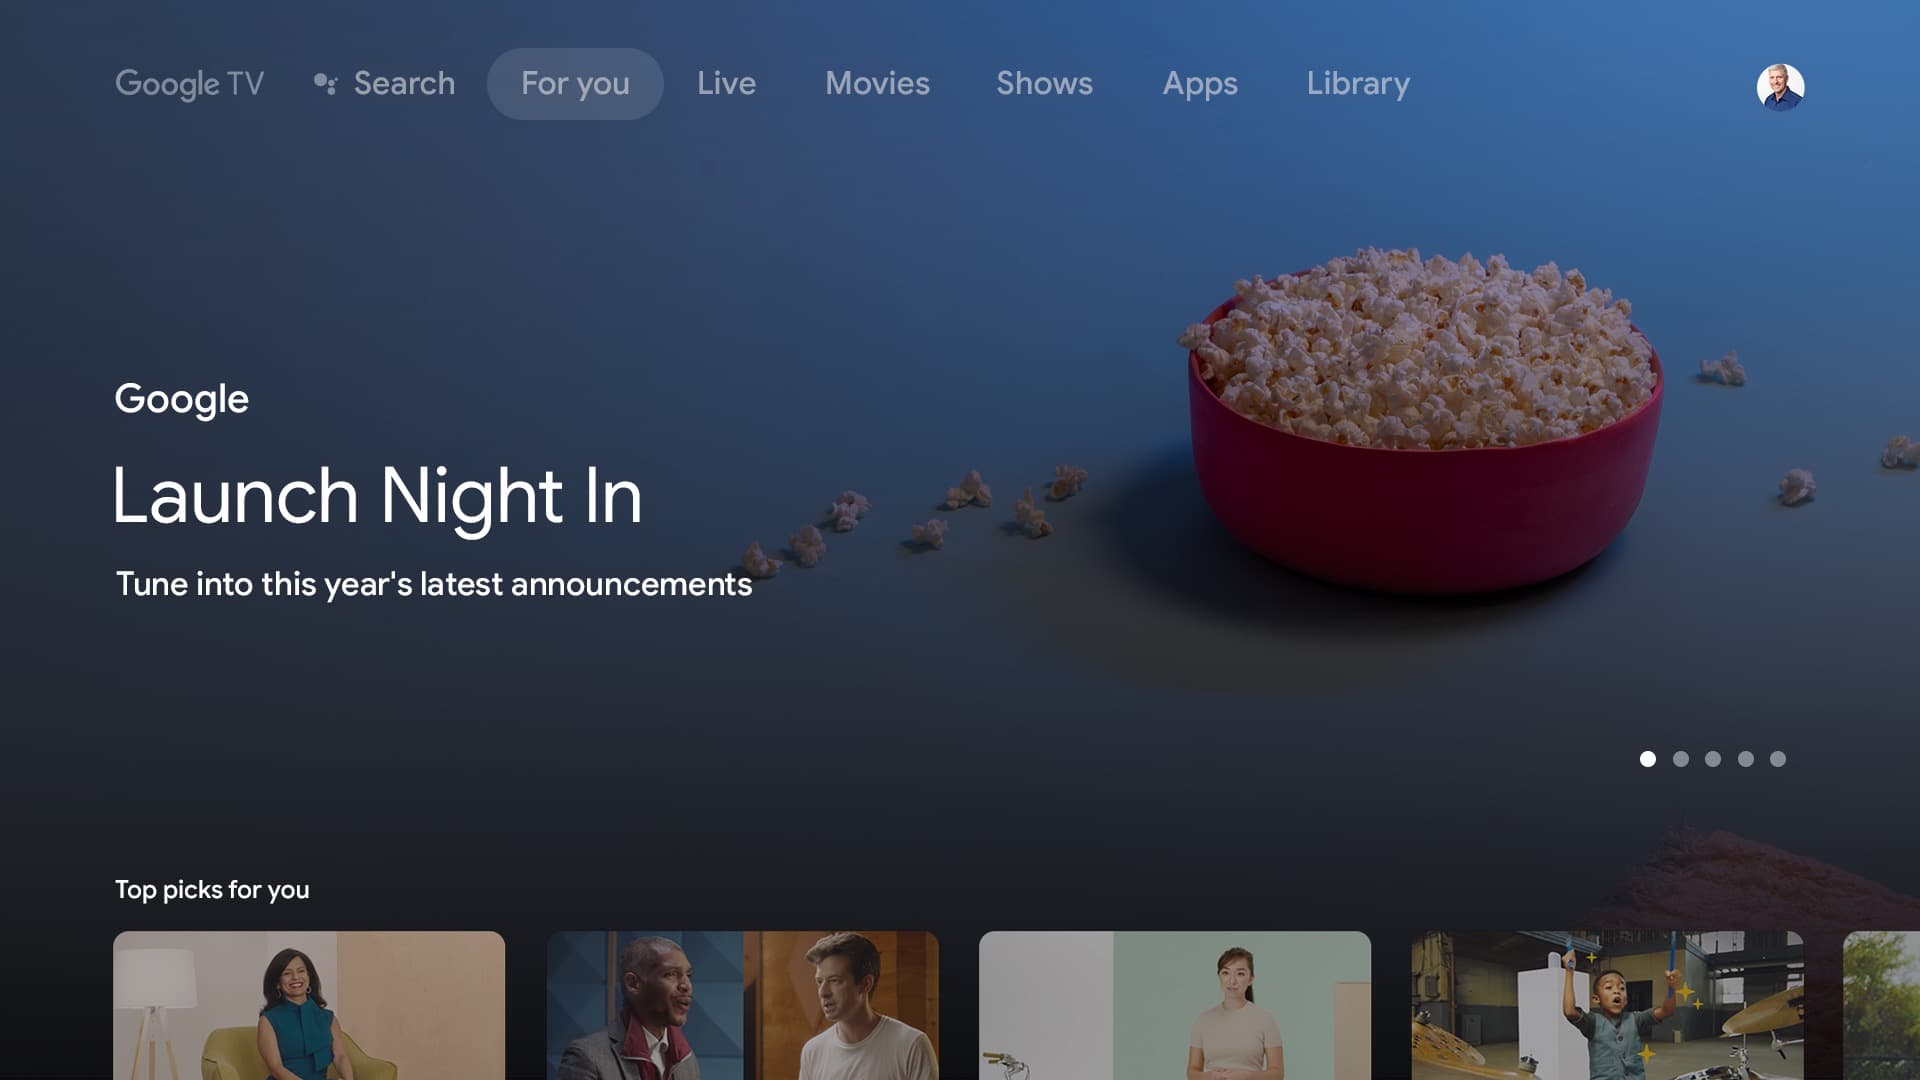 Google TV Search For you Live Movies Shows Apps Library
Google
Launch Night In
Tune into this year's latest announcements
Top picks for you